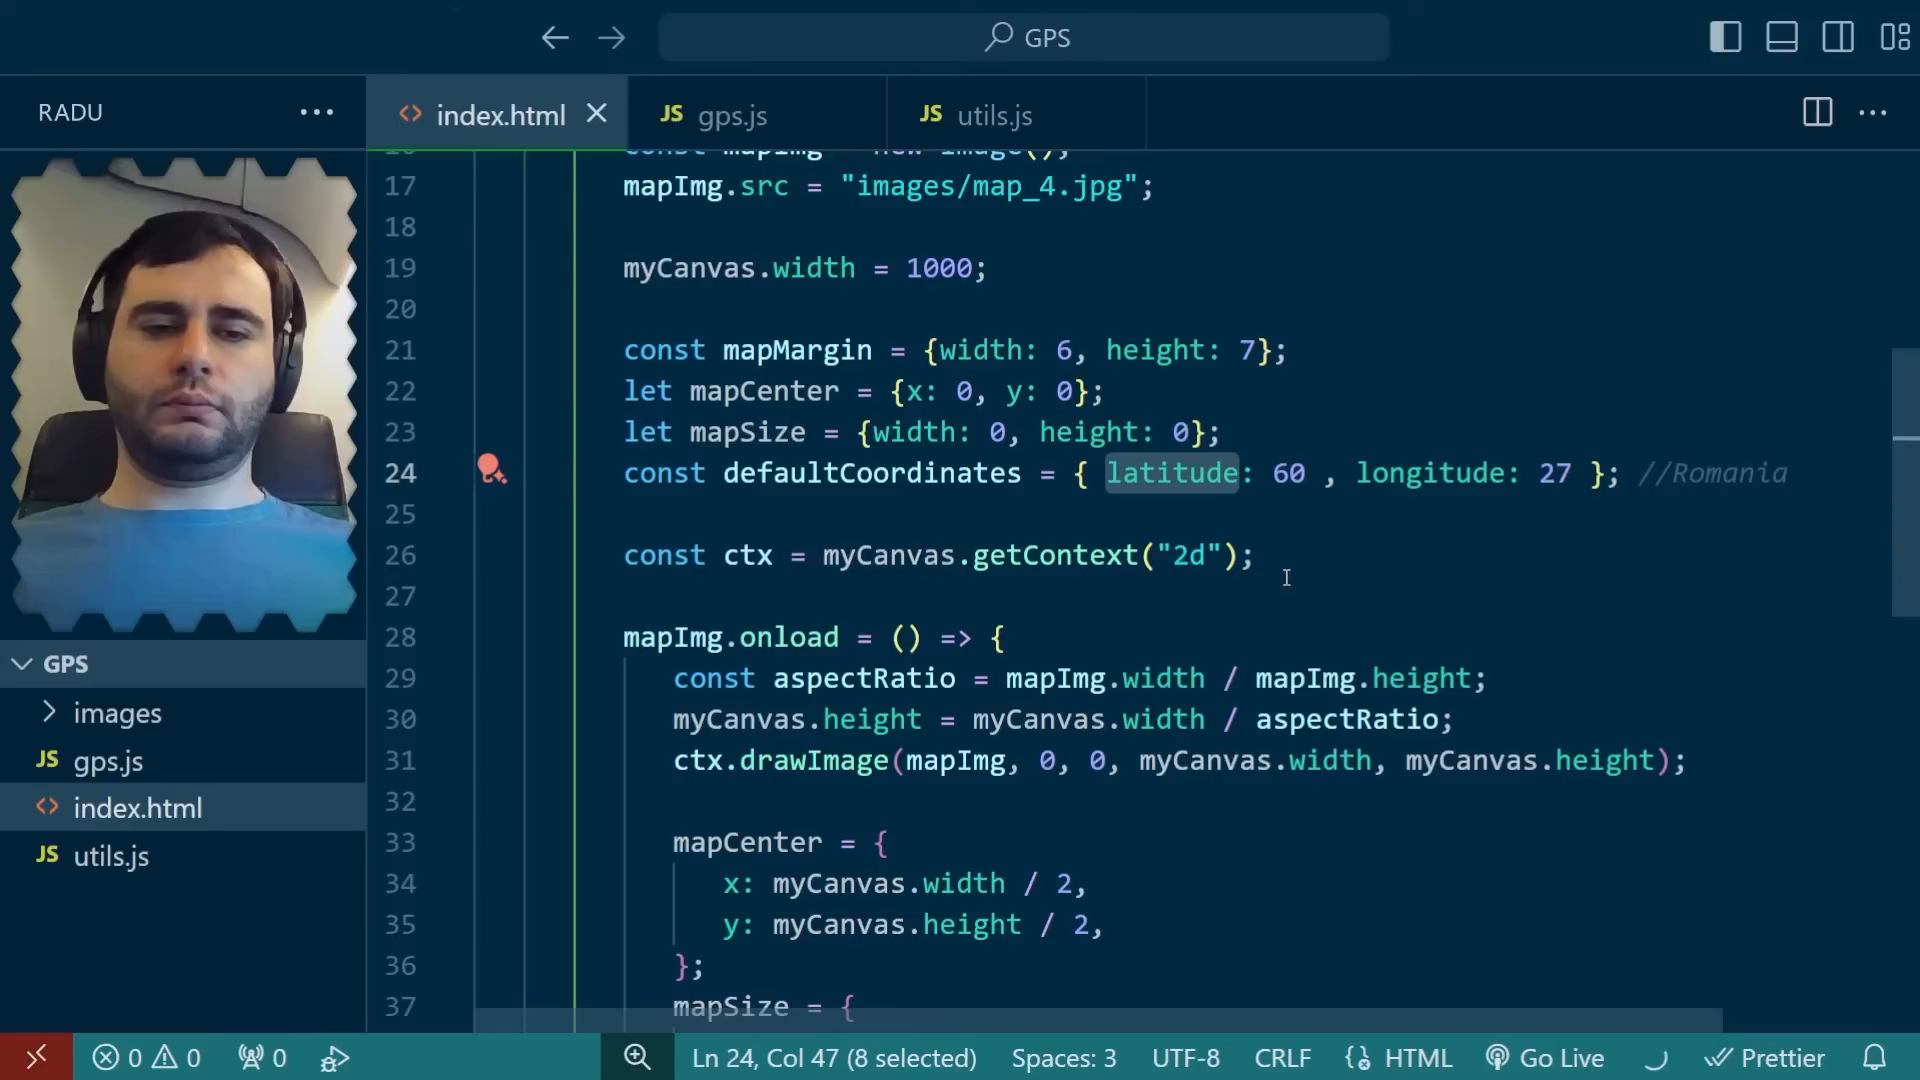 GPS
RADU
index.html
JS gps.js
JS utils.js
16 const mapImg = new Image();
17 mapImg.src = "images/map_4.jpg";
18
19 myCanvas.width = 1000;
20
21 const mapMargin = {width: 6, height: 7};
22 let mapCenter = {x: 0, y: 0};
23 let mapSize = {width: 0, height: 0};
24 const defaultCoordinates = { latitude: 60 , longitude: 27 }; //Romania
25
26 const ctx = myCanvas.getContext("2d");
27
28 mapImg.onload = () => {
29 const aspectRatio = mapImg.width / mapImg.height;
30 myCanvas.height = myCanvas.width / aspectRatio;
31 ctx.drawImage(mapImg, 0, 0, myCanvas.width, myCanvas.height);
32
33 mapCenter = {
34 x: myCanvas.width / 2,
35 y: myCanvas.height / 2,
36 };
37 mapSize = {
GPS
images
JS gps.js
index.html
JS utils.js
0 0 0 Ln 24, Col 47 (8 selected) Spaces: 3 UTF-8 CRLF HTML Go Live Prettier